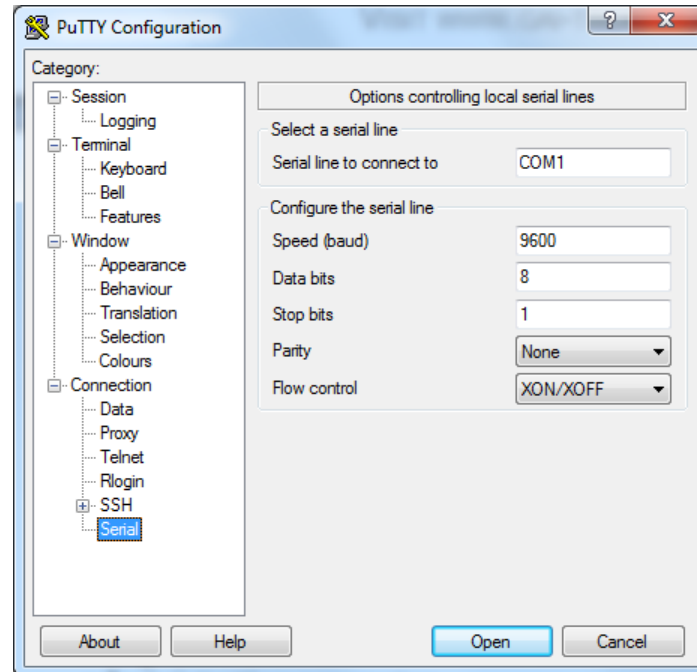 PuTTY Configuration
Category:
Session
Logging
Terminal
Keyboard
Bell
Features
Window
Appearance
Behaviour
Translation
Selection
Colours
Connection
Data
Proxy
Telnet
Rlogin
SSH
Serial
Options controlling local serial lines
Select a serial line
Serial line to connect to COM1
Configure the serial line
Speed (baud) 9600
Data bits 8
Stop bits 1
Parity None
Flow control XON/XOFF
About Help Open Cancel